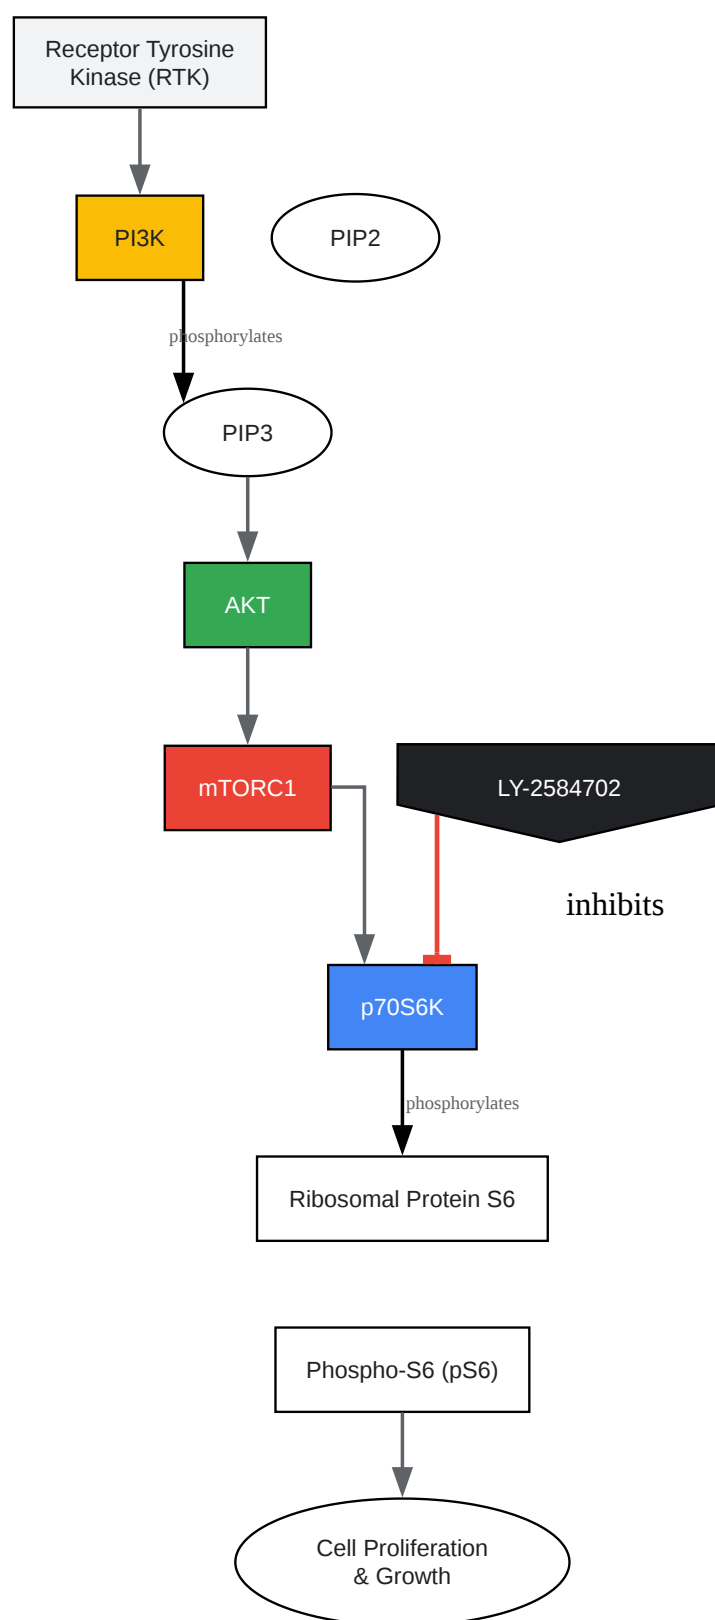 Receptor Tyrosine
Kinase (RTK)
PI3K
PIP2
phosphorylates
PIP3
AKT
mTORC1
LY-2584702
inhibits
p70S6K
phosphorylates
Ribosomal Protein S6
Phospho-S6 (pS6)
Cell Proliferation
& Growth